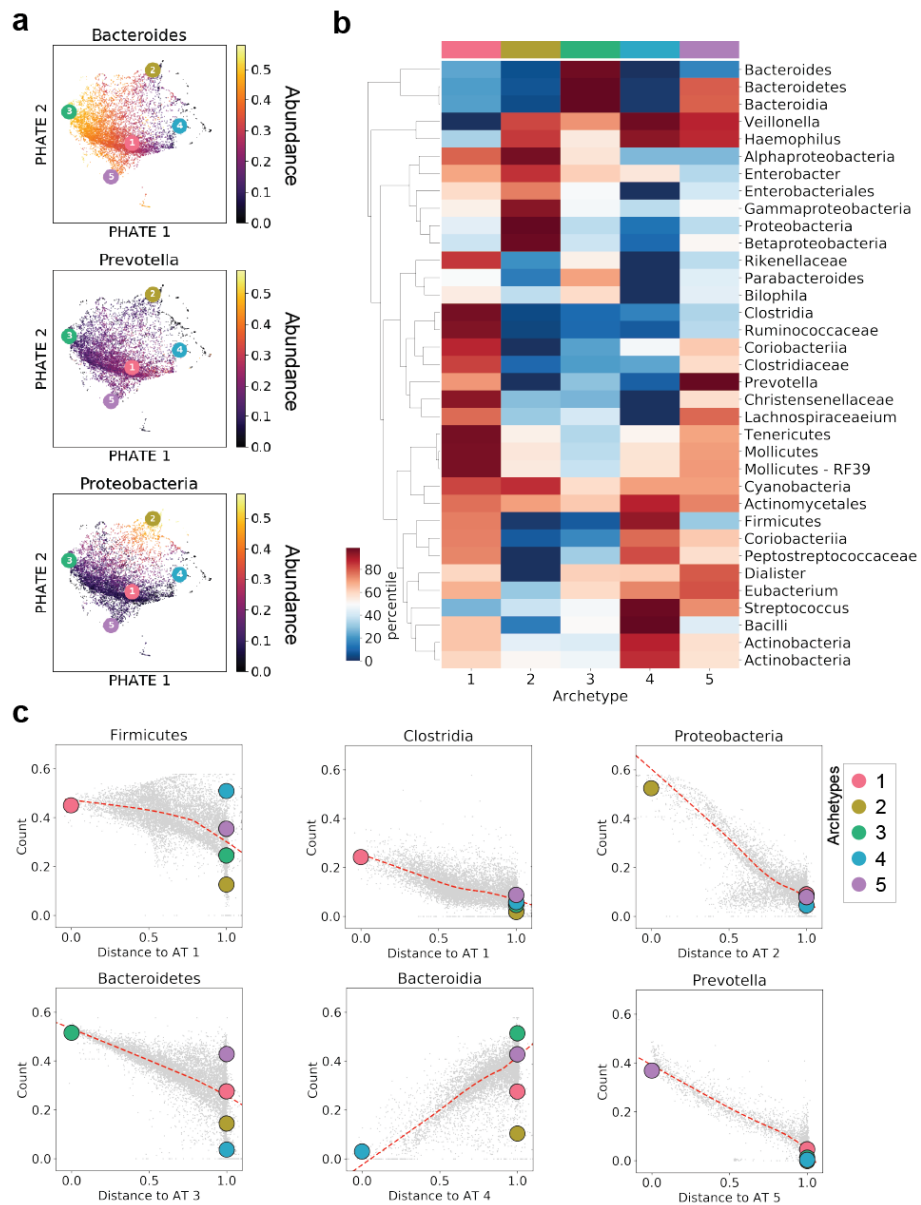 a
Bacteroides
2
3
4
1
5
PHATE 2
PHATE 1
0.5
0.4
0.3
0.2
0.1
0.0
Abundance
Prevotella
2
3
4
1
5
PHATE 2
PHATE 1
0.5
0.4
0.3
0.2
0.1
0.0
Abundance
Proteobacteria
2
3
4
1
5
PHATE 2
PHATE 1
0.5
0.4
0.3
0.2
0.1
0.0
Abundance
b
Bacteroides
Bacteroidetes
Bacteroidia
Veillonella
Haemophilus
Alphaproteobacteria
Enterobacter
Enterobacteriales
Gammaproteobacteria
Proteobacteria
Betaproteobacteria
Rikenellaceae
Parabacteroides
Bilophila
Clostridia
Ruminococcaceae
Coriobacteriia
Clostridiaceae
Prevotella
Christensenellaceae
Lachnospiraceaeium
Tenericutes
Mollicutes
Mollicutes - RF39
Cyanobacteria
Actinomycetales
Firmicutes
Coriobacteriia
Peptostreptococcaceae
Dialister
Eubacterium
Streptococcus
Bacilli
Actinobacteria
Actinobacteria
80
60
40
20
0
percentile
1 2 3 4 5
Archetype
c
Firmicutes
0.6
0.4
0.2
0.0
Count
0.0 0.5 1.0
Distance to AT 1
Clostridia
0.6
0.4
0.2
0.0
Count
0.0 0.5 1.0
Distance to AT 1
Proteobacteria
0.6
0.4
0.2
0.0
Count
0.0 0.5 1.0
Distance to AT 2
Archetypes
1
2
3
4
5
Bacteroidetes
0.6
0.4
0.2
0.0
Count
0.0 0.5 1.0
Distance to AT 3
Bacteroidia
0.6
0.4
0.2
0.0
Count
0.0 0.5 1.0
Distance to AT 4
Prevotella
0.6
0.4
0.2
0.0
Count
0.0 0.5 1.0
Distance to AT 5